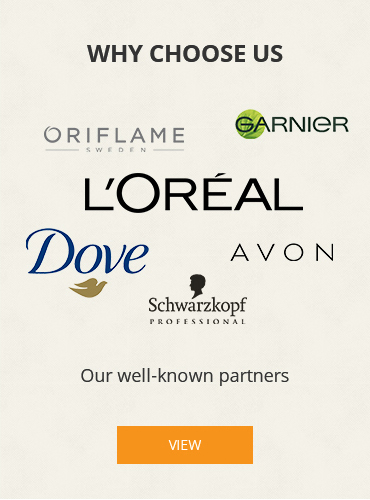 WHY CHOOSE US
GARNIER
ORIFLAME
SWEDEN
L'ORÉAL
Dove
AVON
Schwarzkopf
PROFESSIONAL
Our well-known partners
VIEW